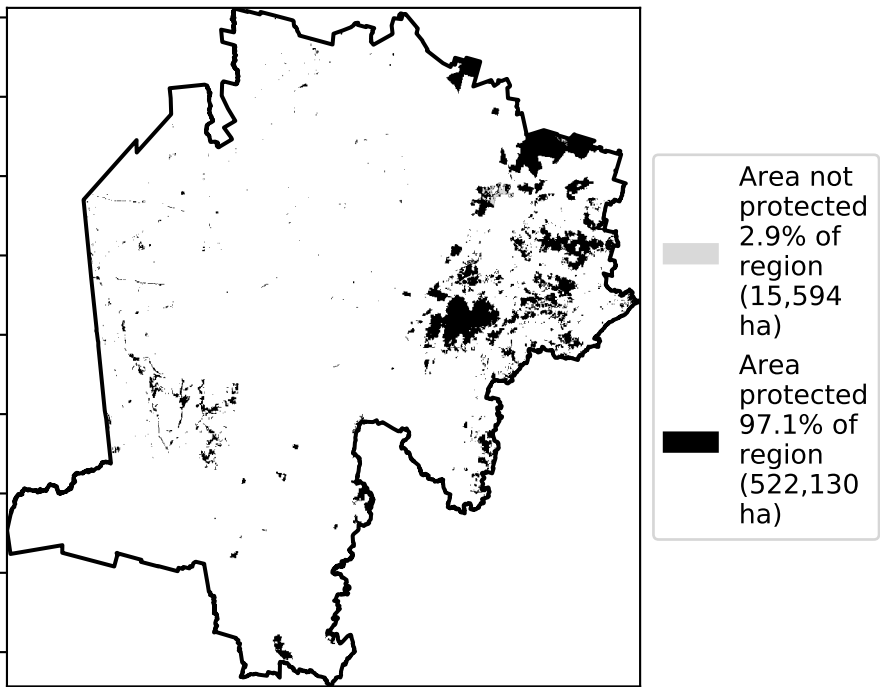 Area not
protected
2.9% of
region
(15,594
ha)
Area
protected
97.1% of
region
(522,130
ha)